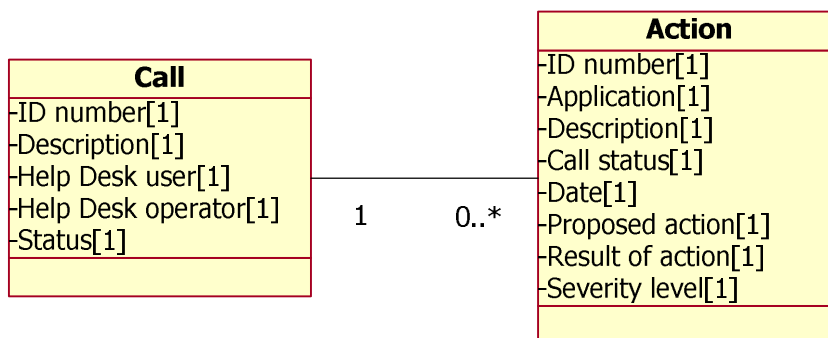 Call
-ID number[1]
-Description[1]
-Help Desk user[1]
-Help Desk operator[1]
-Status[1]
1
0..*
Action
-ID number[1]
-Application[1]
-Description[1]
-Call status[1]
-Date[1]
-Proposed action[1]
-Result of action[1]
-Severity level[1]